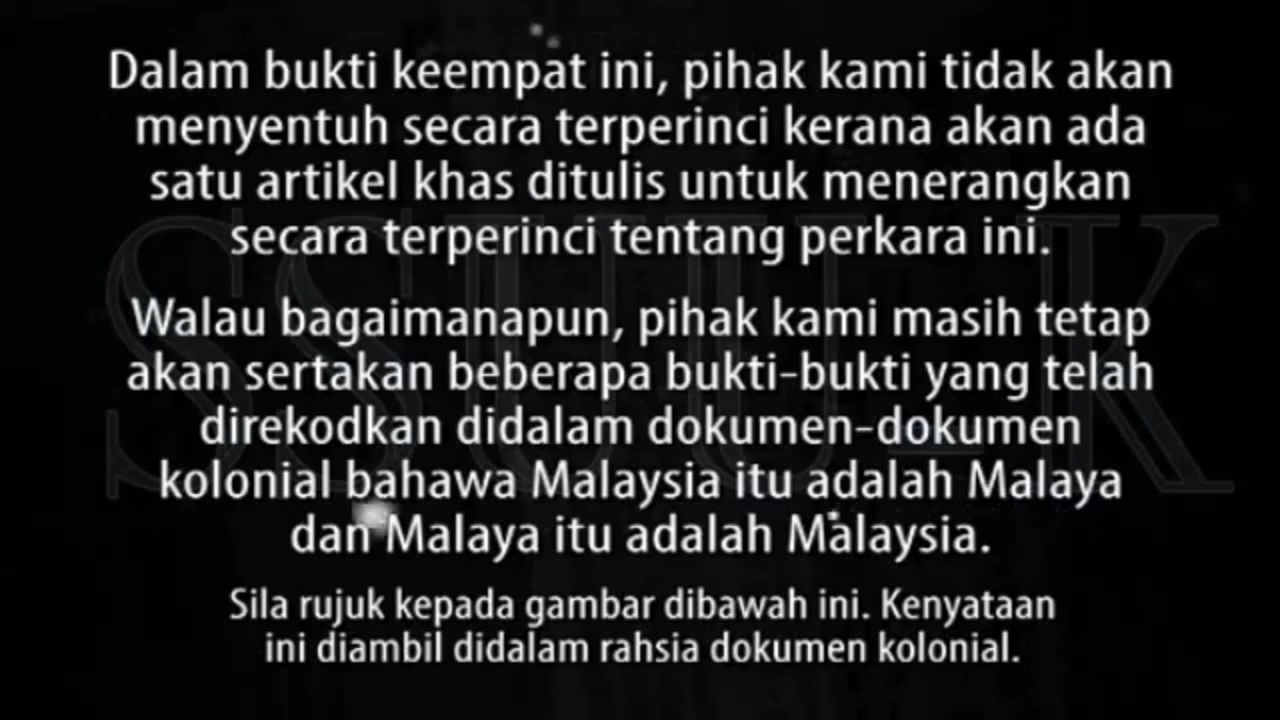 Dalam bukti keempat ini, pihak kami tidak akan
menyentuh secara terperinci kerana akan ada
satu artikel khas ditulis untuk menerangkan
secara terperinci tentang perkara ini.
Walau bagaimanapun, pihak kami masih tetap
akan sertakan beberapa bukti-bukti yang telah
direkodkan didalam dokumen-dokumen
kolonial bahawa Malaysia itu adalah Malaya
dan Malaya itu adalah Malaysia.
Sila rujuk kepada gambar dibawah ini. Kenyataan
ini diambil didalam rahsia dokumen kolonial.